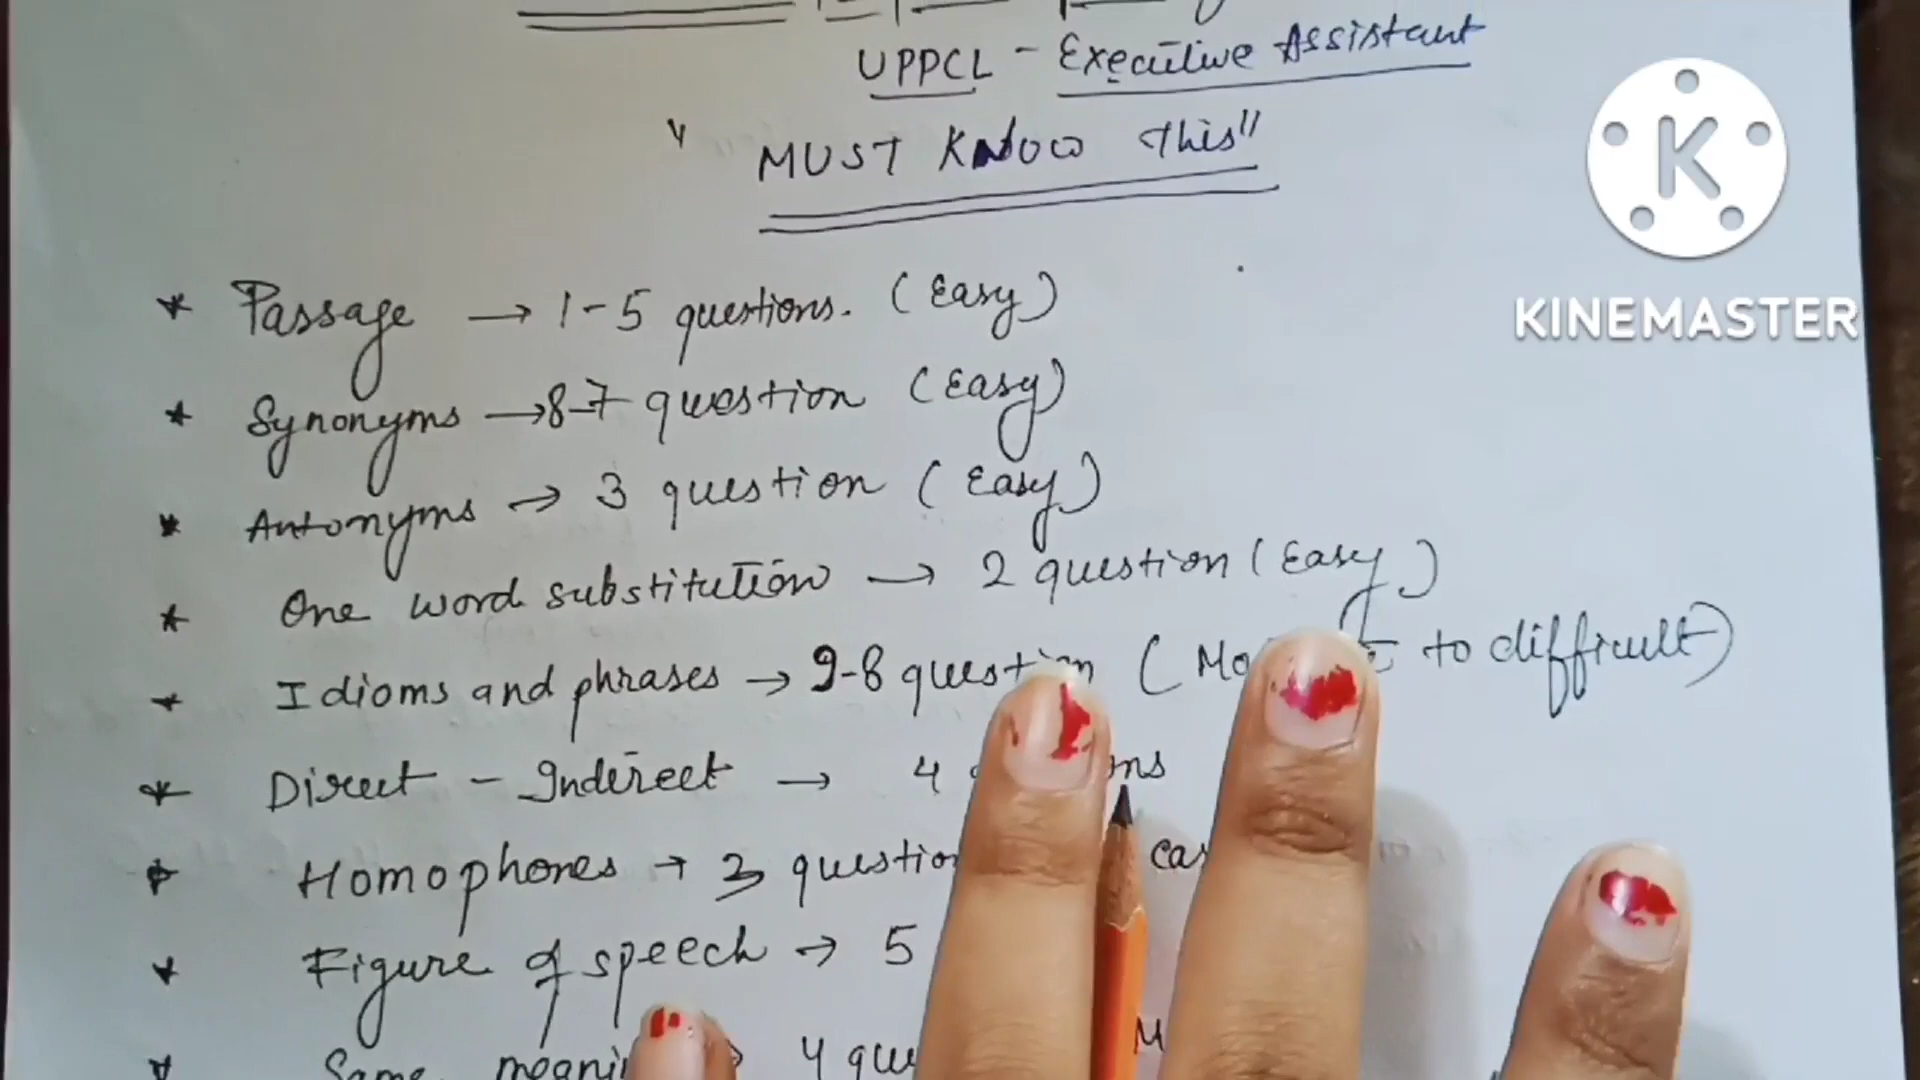 UPPCL - Executive Assistant
"MUST KNOW This"
K
KINEMASTER
* Passage → 1-5 questions. (Easy)
* Synonyms → 8-7 question (Easy)
* Antonyms → 3 question (Easy)
* One word substitution → 2 question (Easy)
* Idioms and phrases → 9-8 question ( to difficult)
* Direct - Indirect → 4
* Homophones → 3
* Figure of speech → 5
* Same → 4